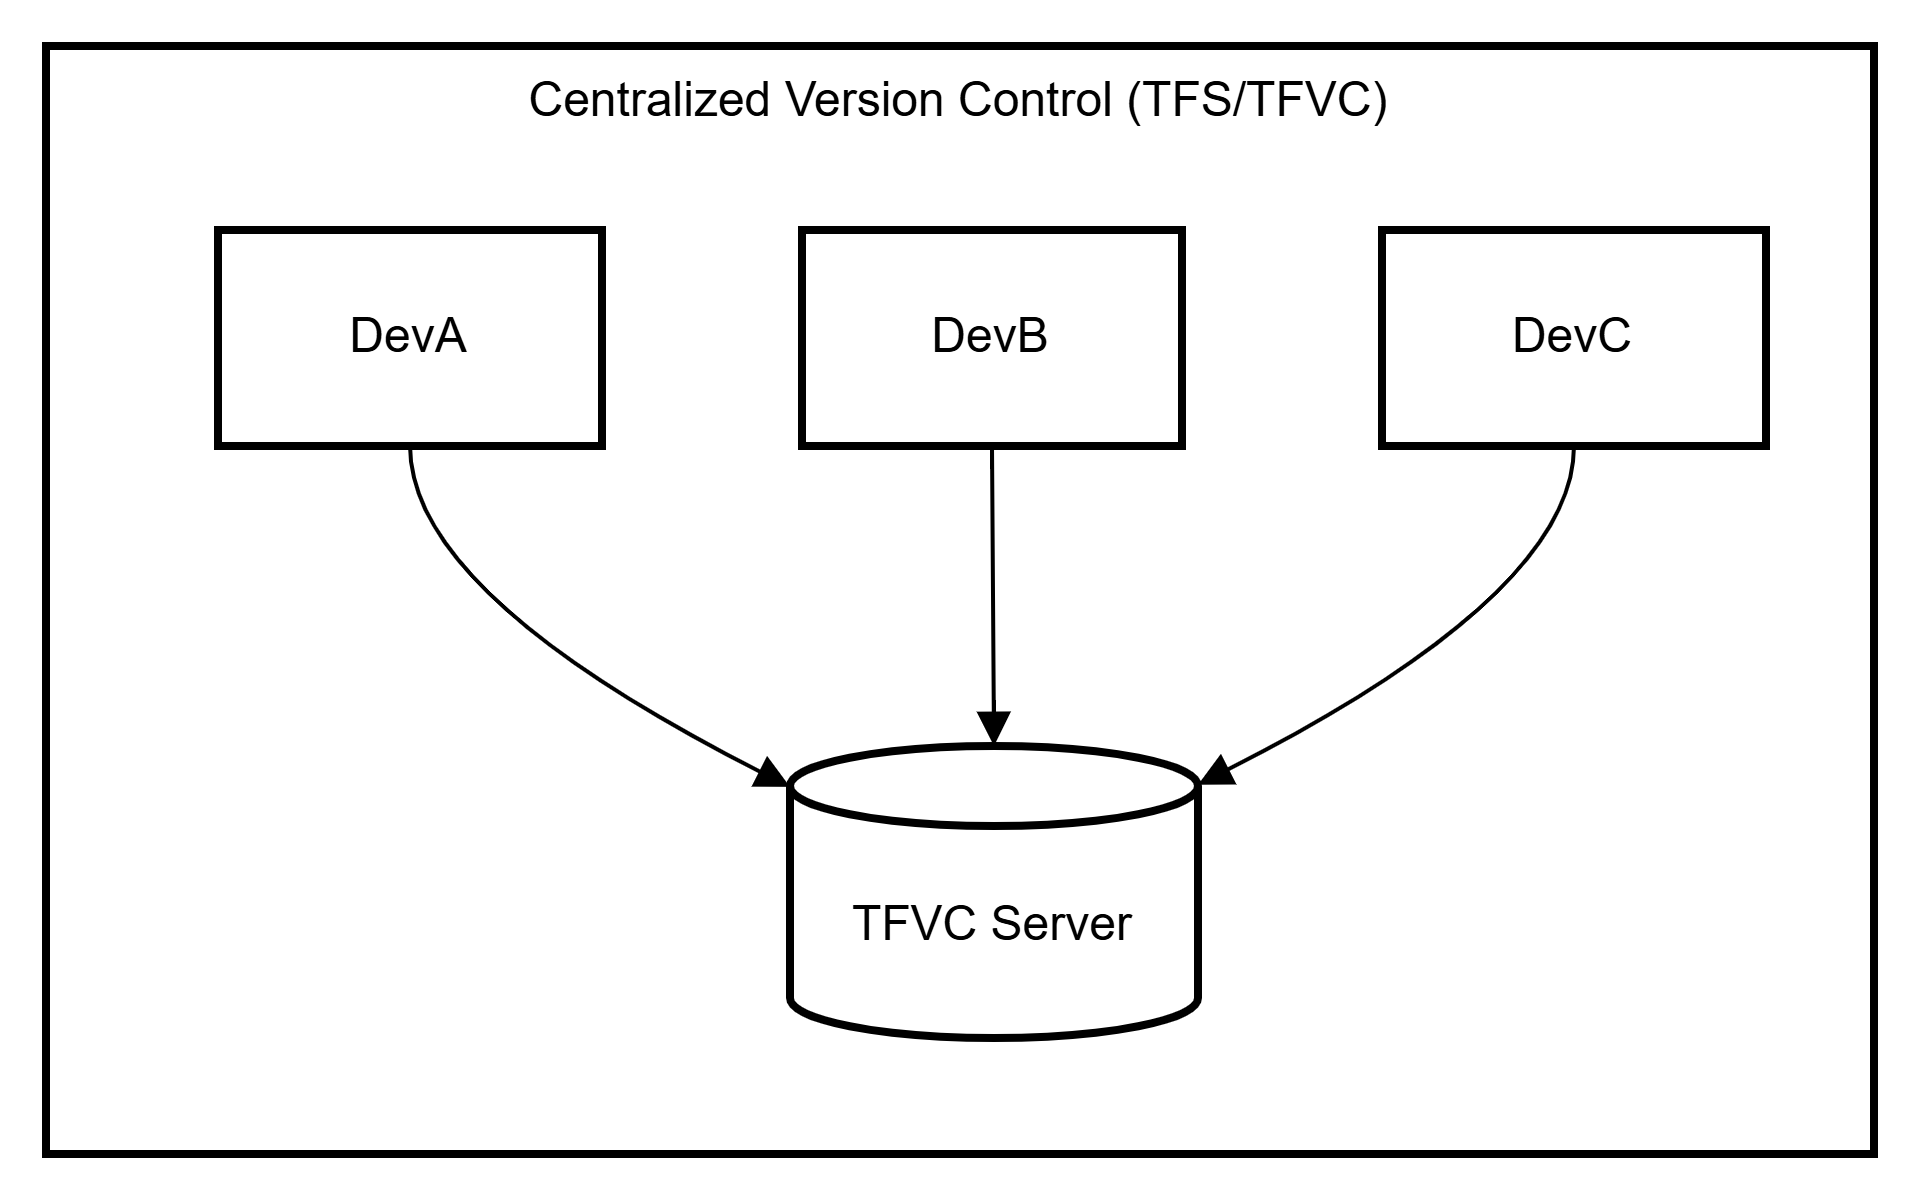 Centralized Version Control (TFS/TFVC)
DevA
DevB
DevC
TFVC Server